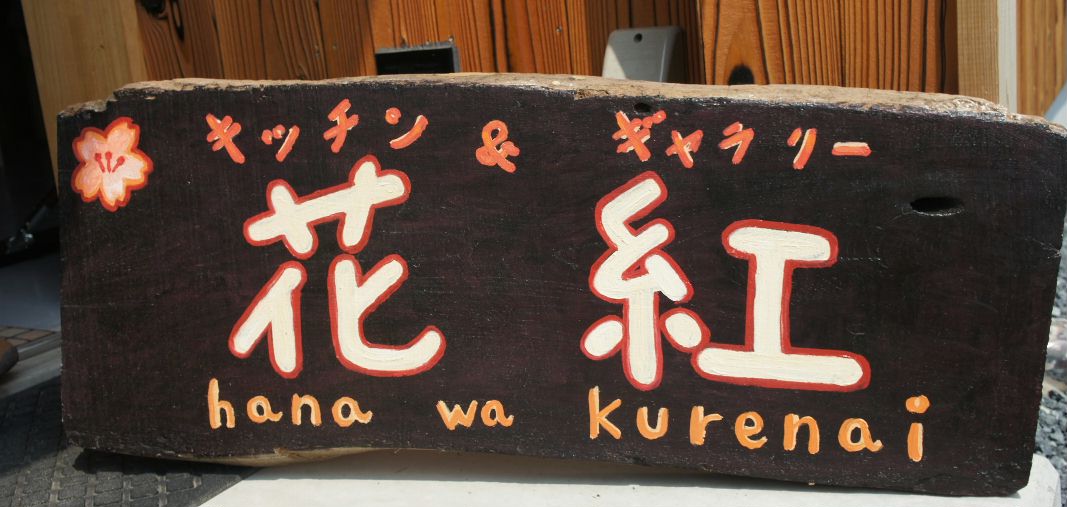 キッチン & ギャラリー
花 紅
hana wa kurenai